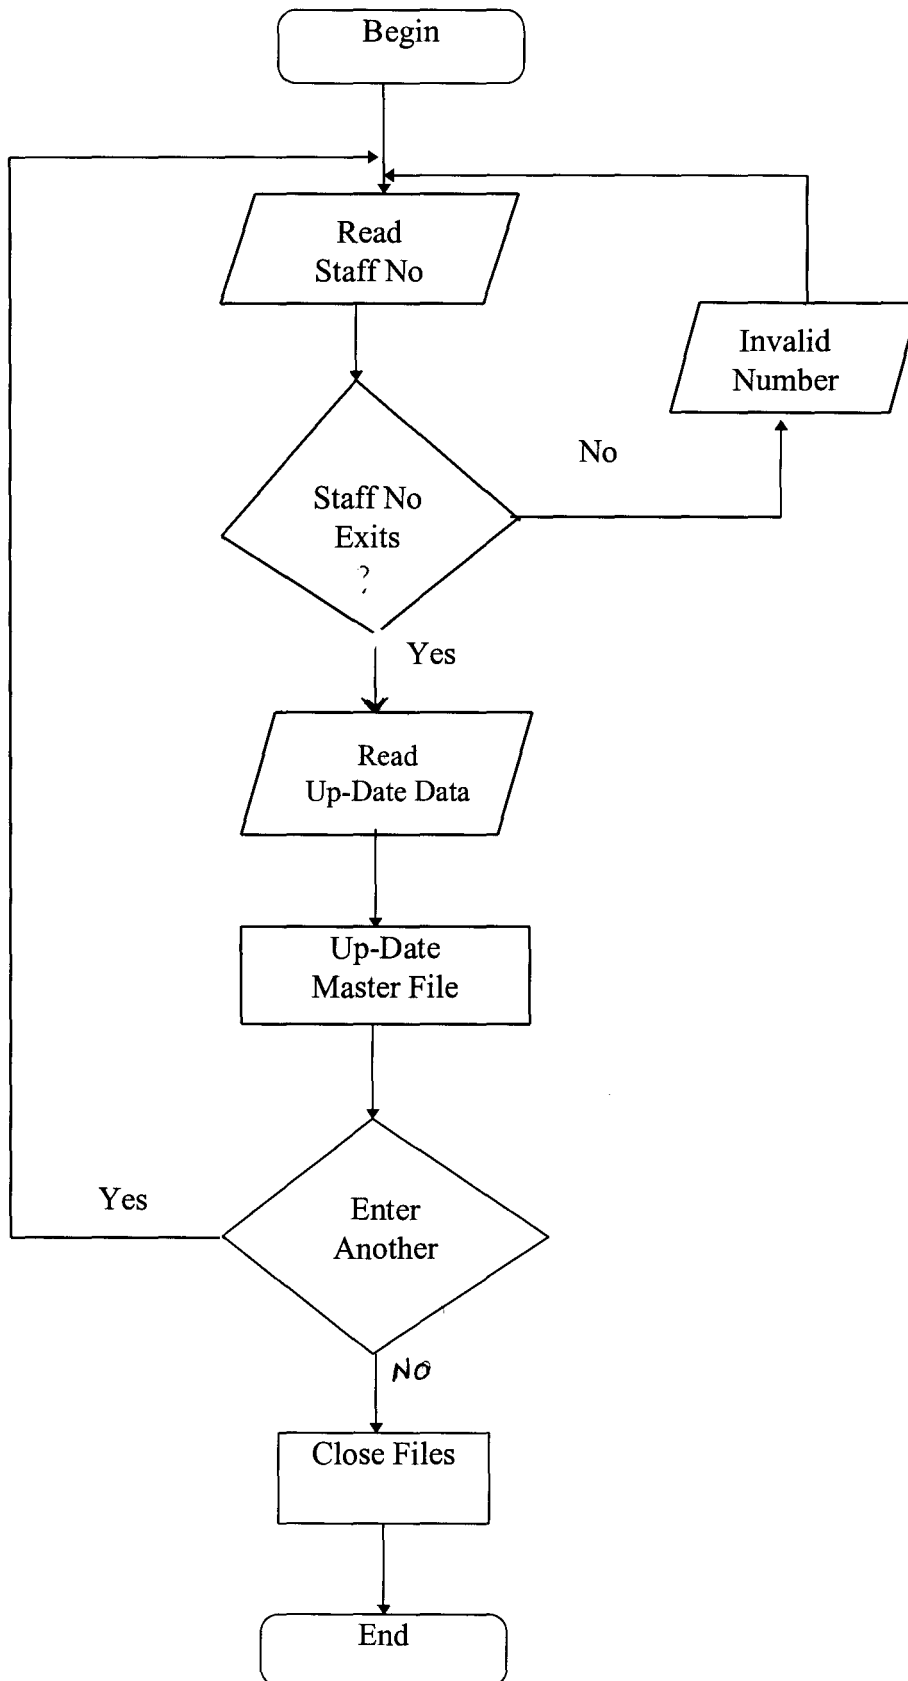 Begin
Read
Staff No
Invalid
Number
No
Staff No
Exits
?
Yes
Read
Up-Date Data
Up-Date
Master File
Yes
Enter
Another
NO
Close Files
End